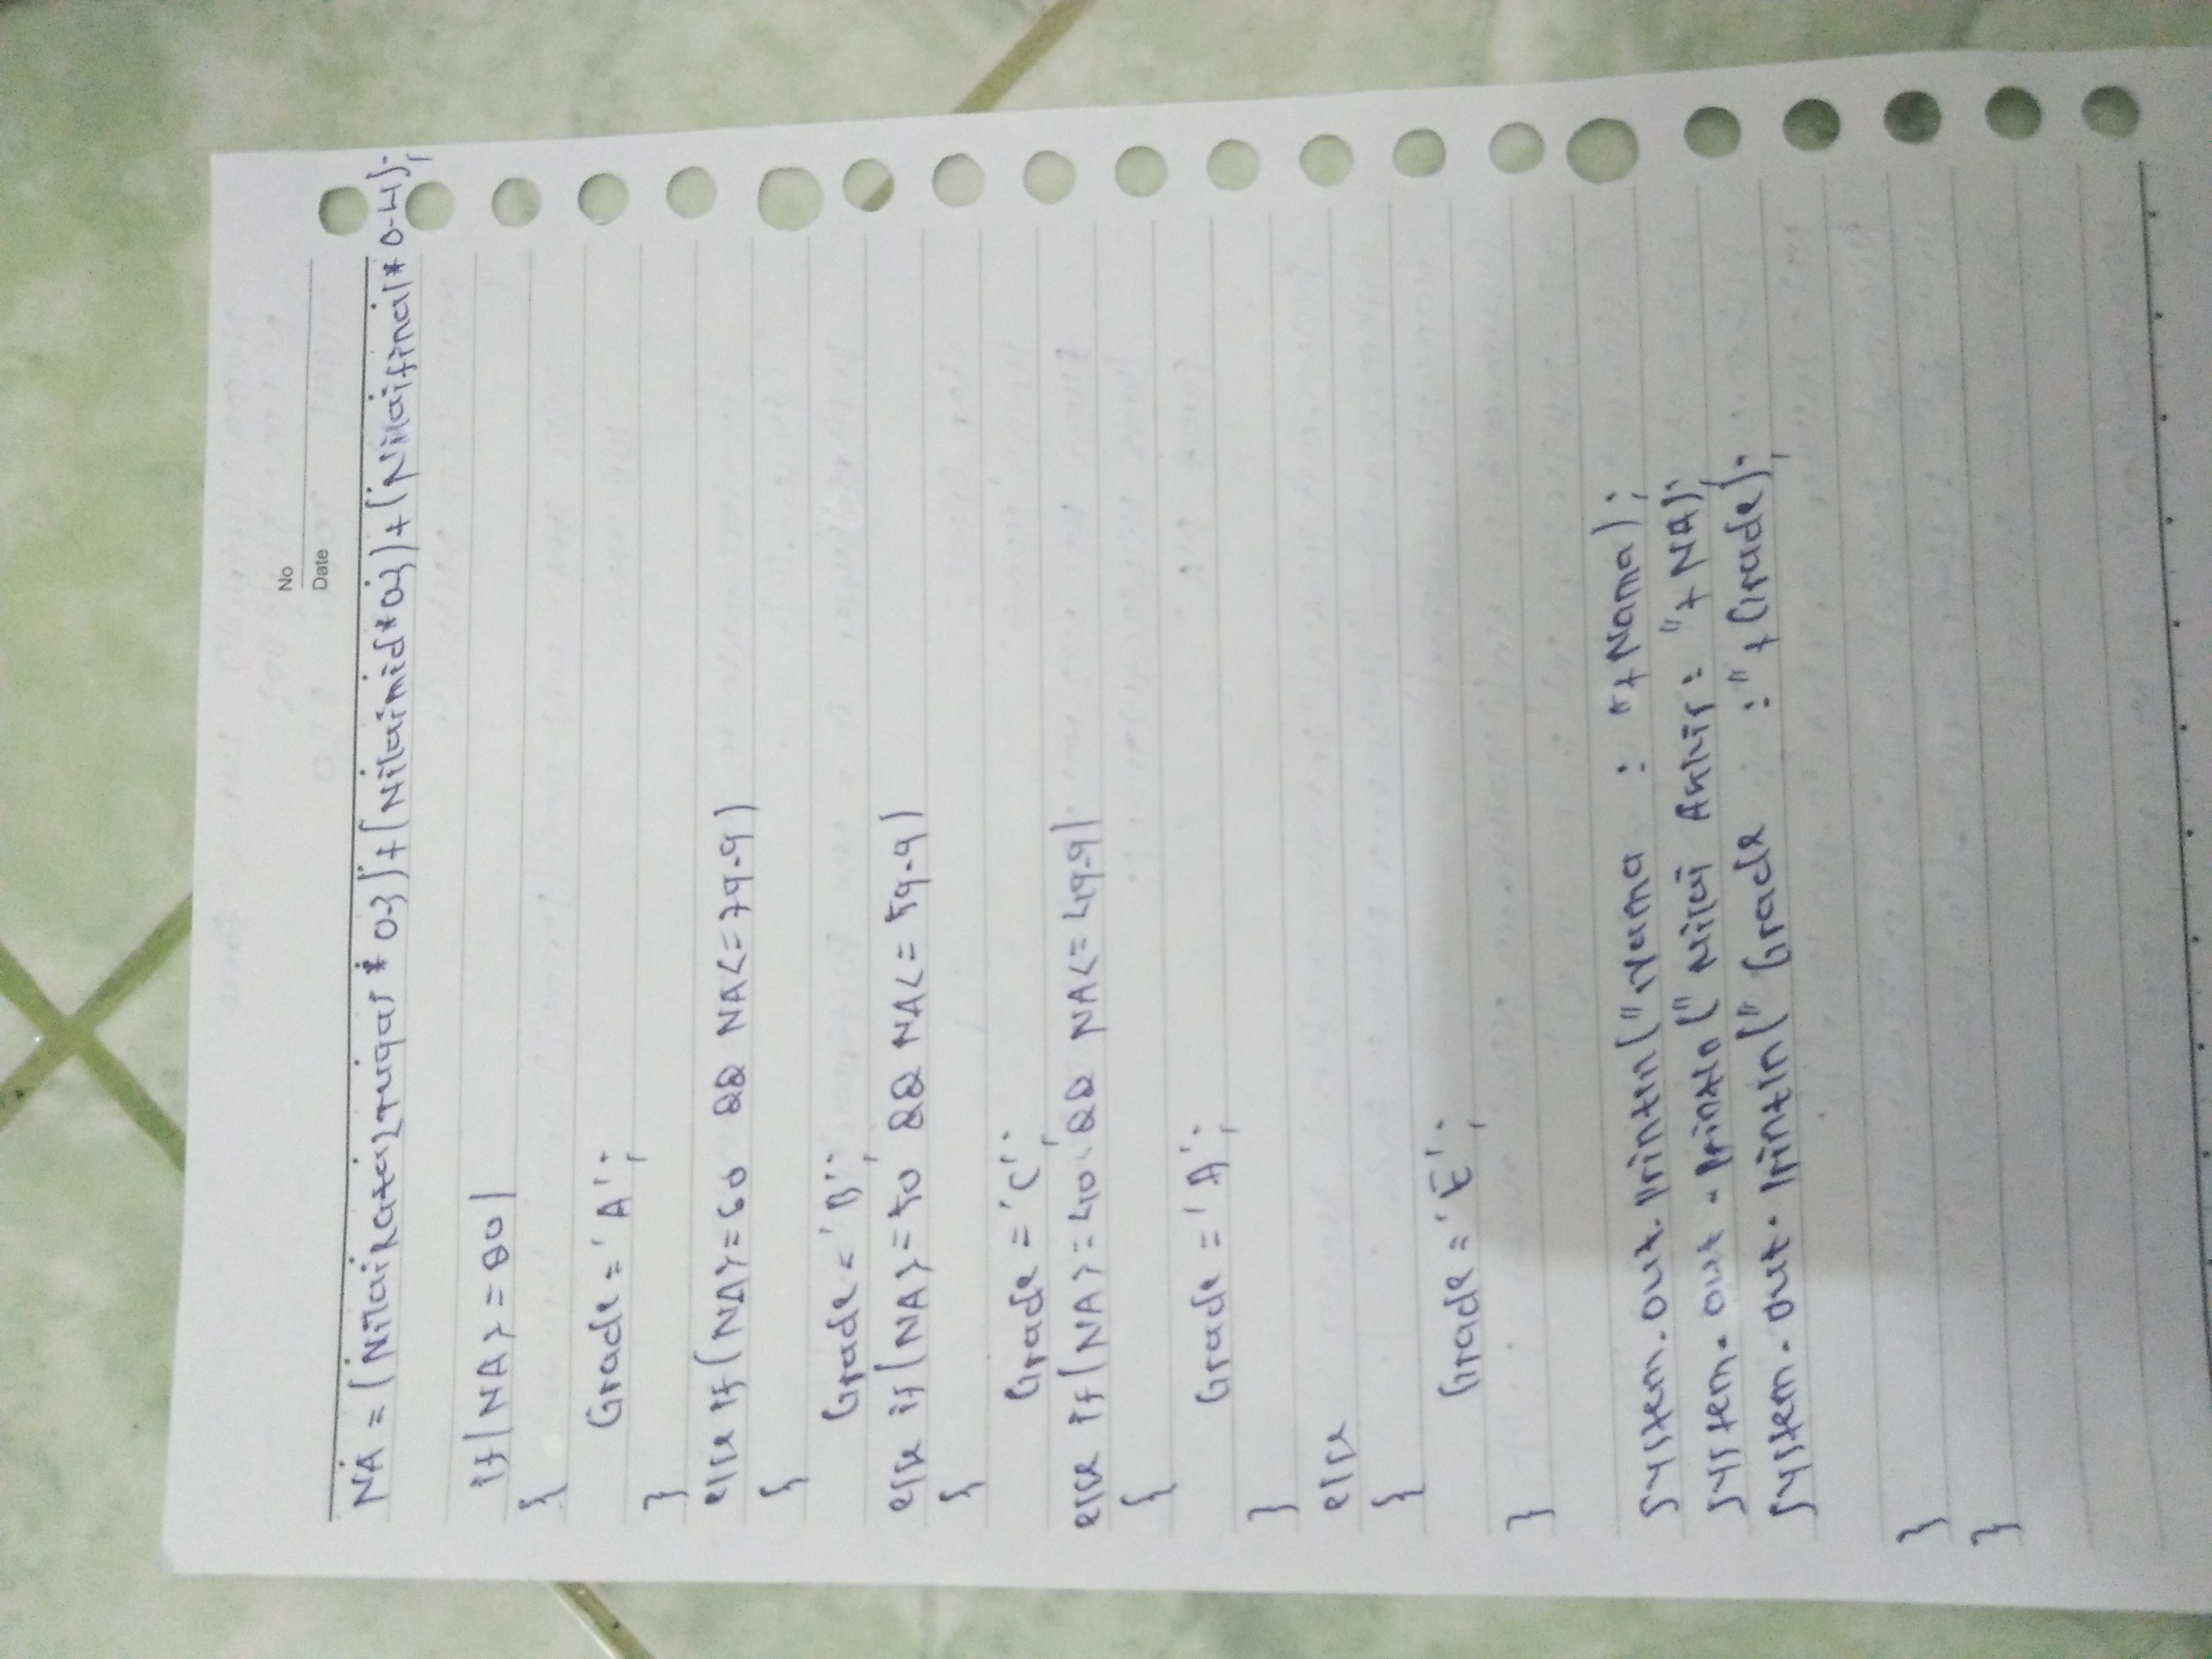 No
Date
NA = (NilaiRata2Tugas * 0.3) + (Nilaimid * 0.3) + (Nilaifinal * 0.4);
if (NA >= 80)
{
Grade = 'A';
}
else if (NA >= 60 && NA <= 79.9)
{
Grade = 'B';
else if (NA >= 50 && NA <= 59.9)
{
Grade = 'C';
else if (NA >= 40 && NA <= 49.9)
{
Grade = 'A';
}
else
{
Grade = 'E';
}
System.out.println("Nama : "+Nama);
System.out.println("Nilai Akhir : "+NA);
System.out.println("Grade : "+Grade);
}
}